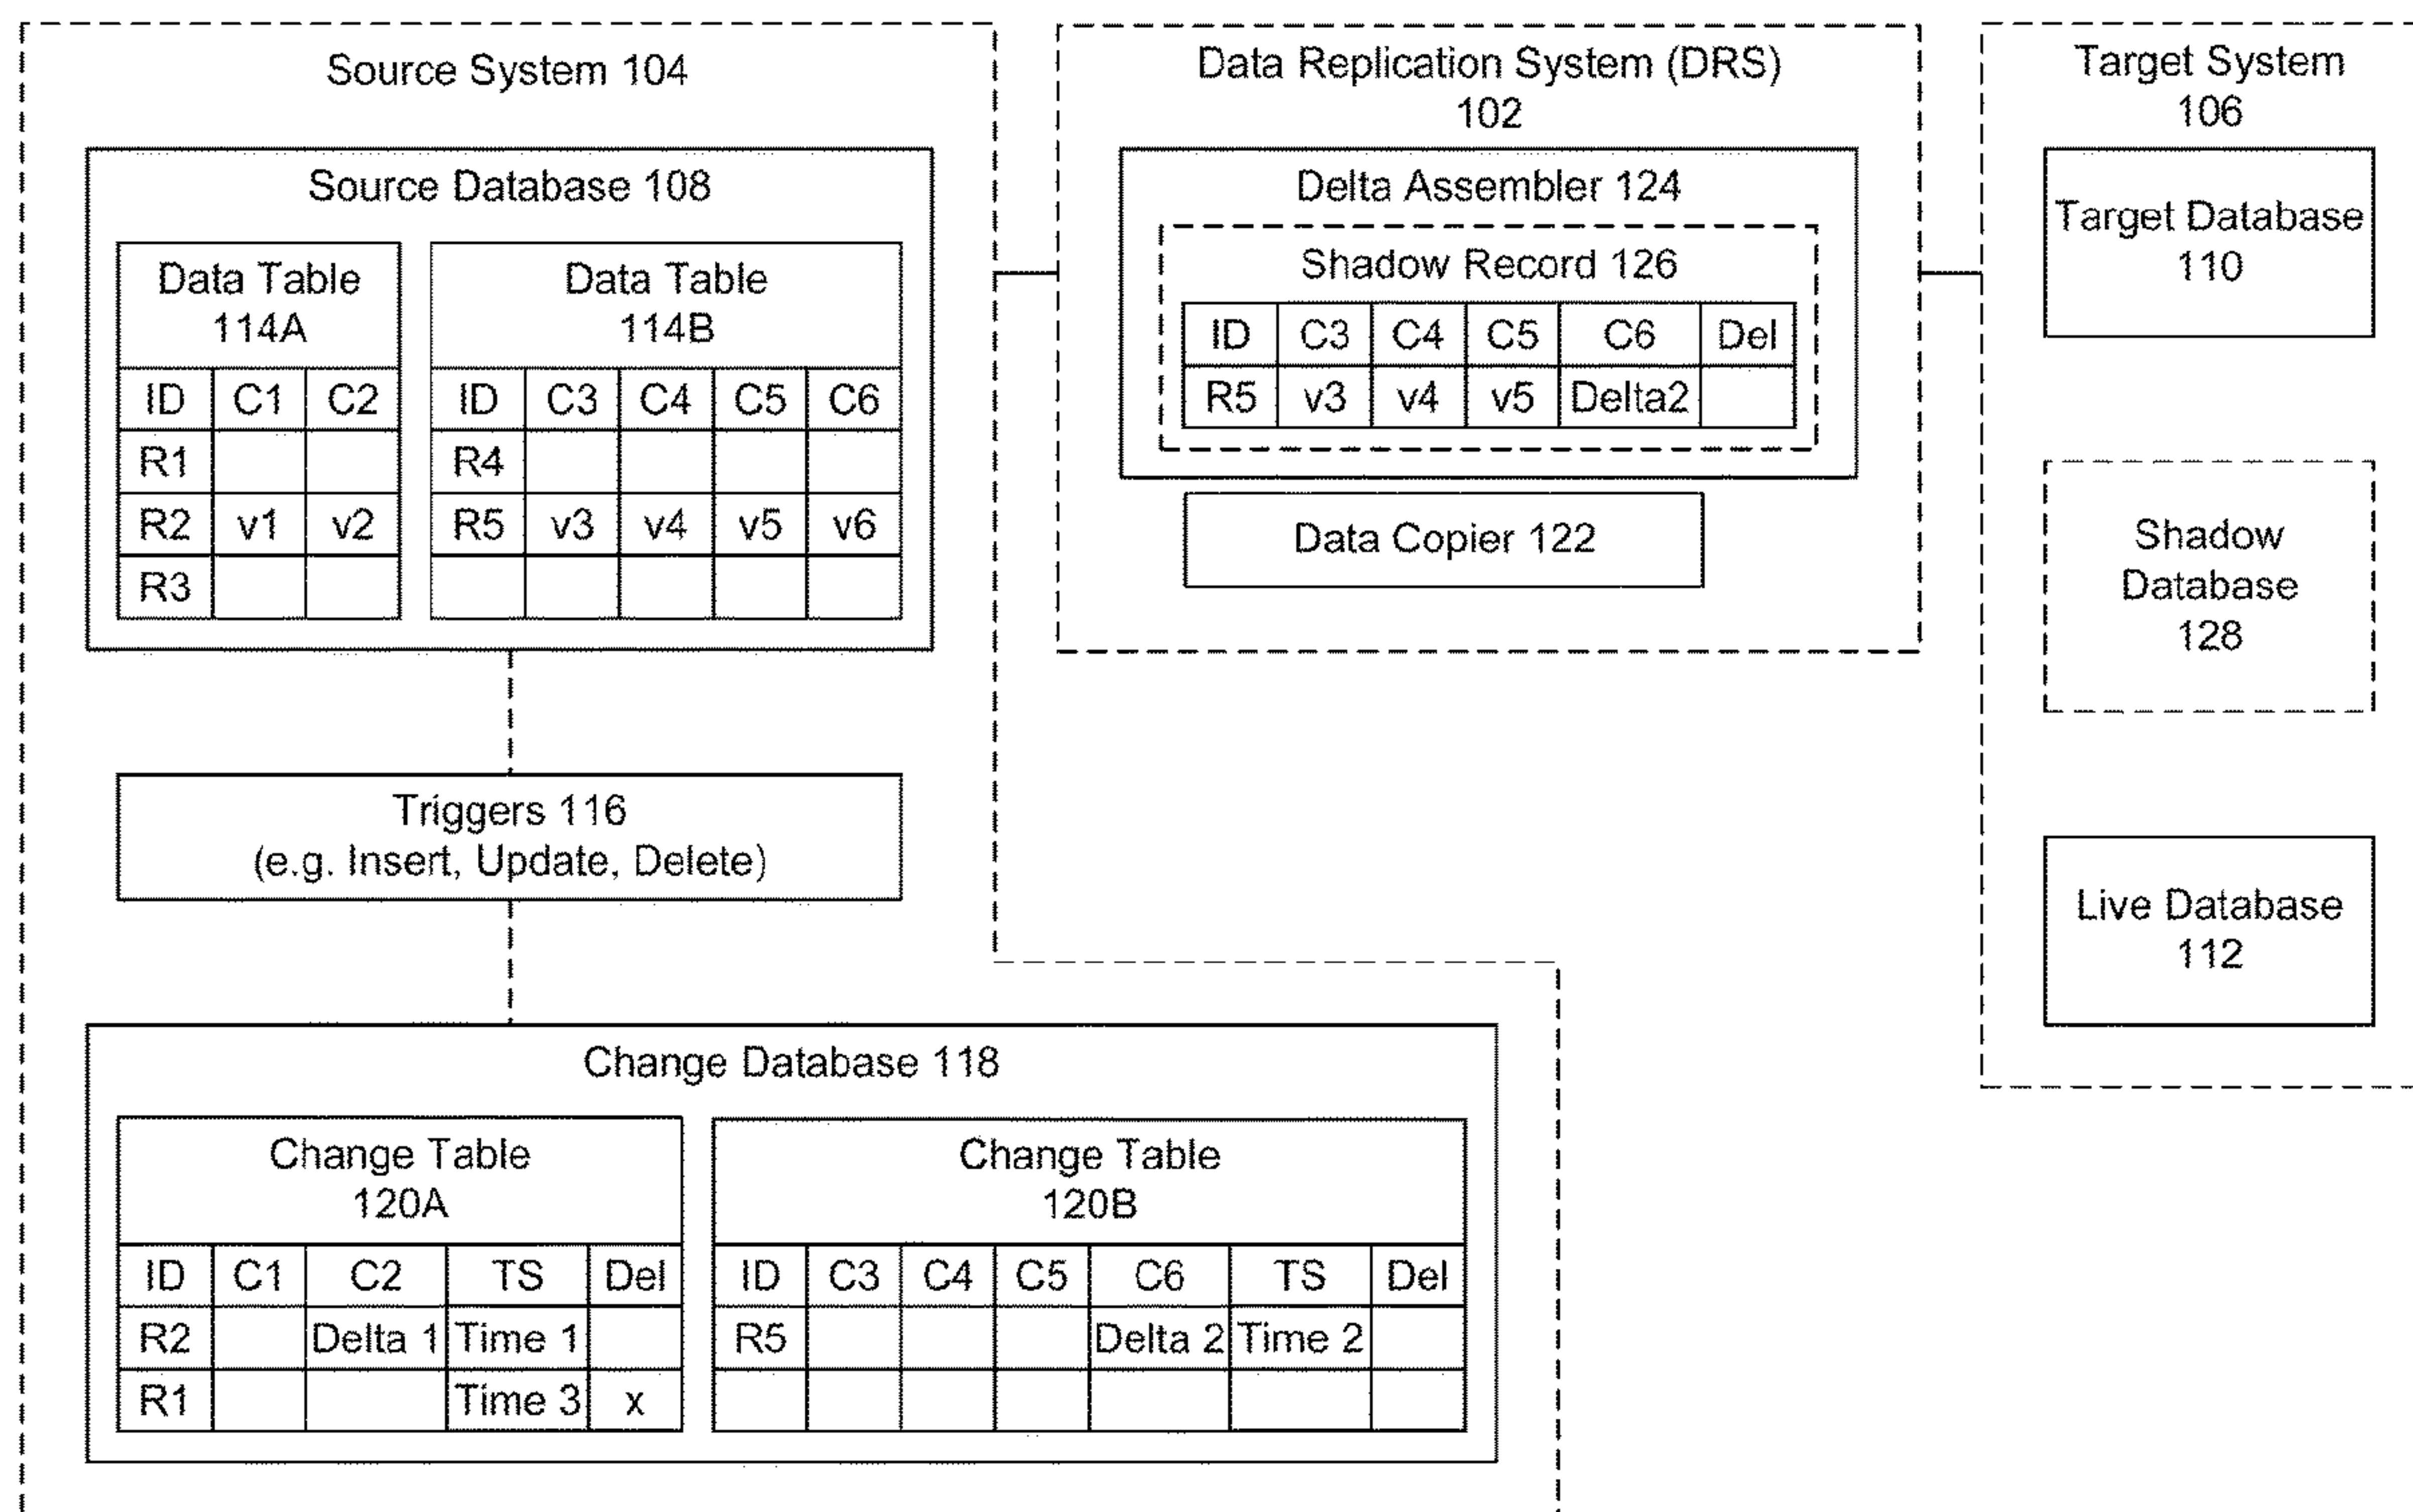 Source System 104
Source Database 108
Data Table
114A
ID C1 C2
R1
R2 v1 v2
R3
Data Table
114B
ID C3 C4 C5 C6
R4
R5 v3 v4 v5 v6
Triggers 116
(e.g. Insert, Update, Delete)
Change Database 118
Change Table
120A
ID C1 C2 TS Del
R2 Delta 1 Time 1
R1 Time 3 x
Change Table
120B
ID C3 C4 C5 C6 TS Del
R5 Delta 2 Time 2
Data Replication System (DRS)
102
Delta Assembler 124
Shadow Record 126
ID C3 C4 C5 C6 Del
R5 v3 v4 v5 Delta2
Data Copier 122
Target System
106
Target Database
110
Shadow
Database
128
Live Database
112